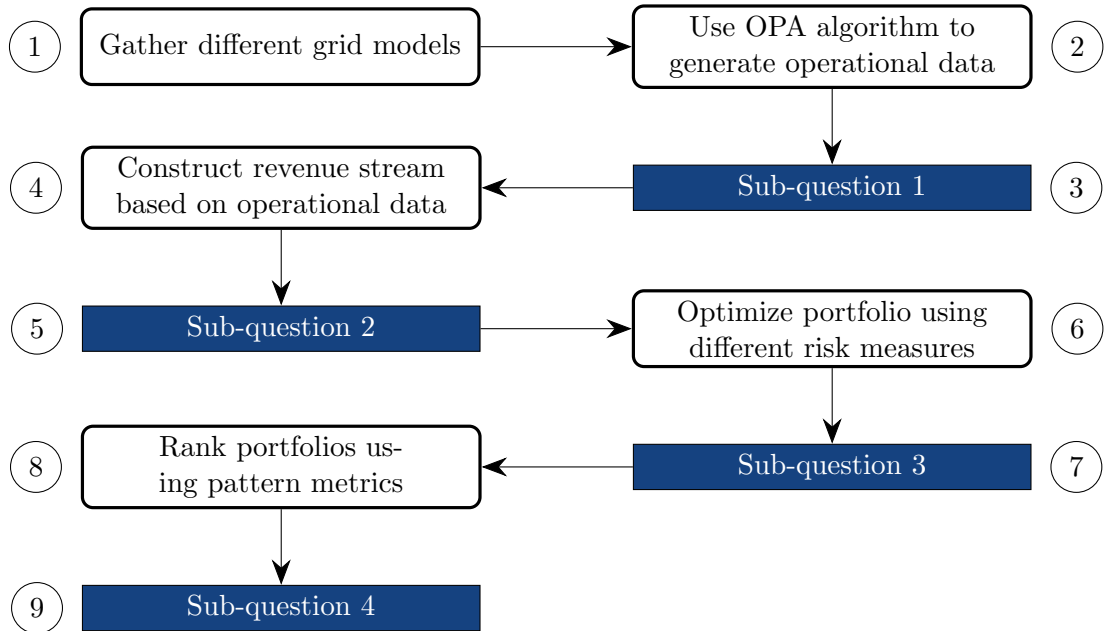 1
Gather different grid models
Use OPA algorithm to
generate operational data
2
4
Construct revenue stream
based on operational data
Sub-question 1
3
5
Sub-question 2
Optimize portfolio using
different risk measures
6
8
Rank portfolios us-
ing pattern metrics
Sub-question 3
7
9
Sub-question 4